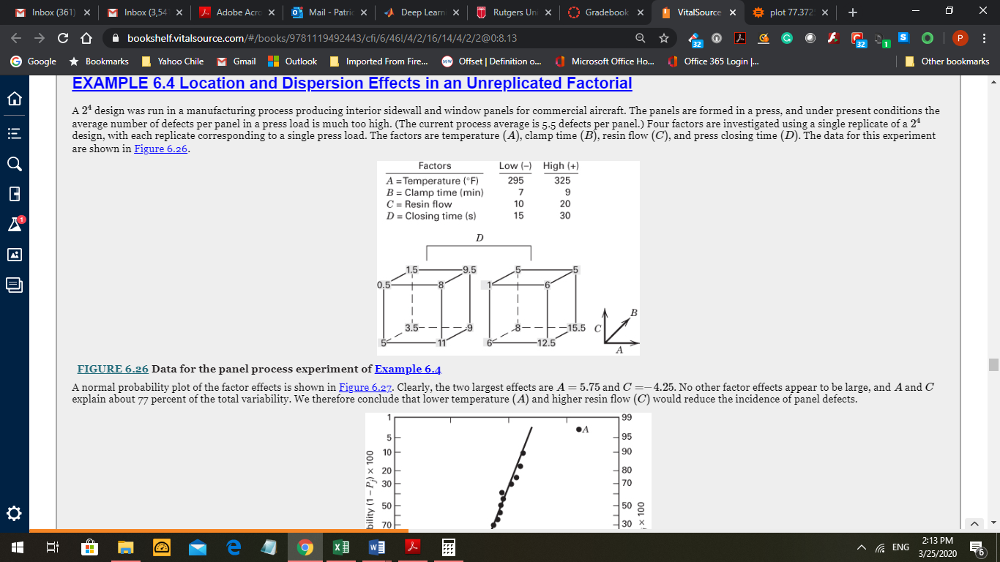 Inbox (361)
Inbox (3,54
Adobe Acro
Mail - Patric
Deep Learn
Rutgers Un
Gradebook
VitalSource
plot 77.372
bookshelf.vitalsource.com/#/books/9781119492443/cfi/6/46!/4/2/16/14/4/2/2@0:8.13
32
32
1
S
P
Google
Bookmarks
Yahoo Chile
Gmail
Outlook
Imported From Fire...
Offset | Definition o...
Microsoft Office Ho...
Office 365 Login |...
Other bookmarks
EXAMPLE 6.4 Location and Dispersion Effects in an Unreplicated Factorial
A 2⁴ design was run in a manufacturing process producing interior sidewall and window panels for commercial aircraft. The panels are formed in a press, and under present conditions the
average number of defects per panel in a press load is much too high. (The current process average is 5.5 defects per panel.) Four factors are investigated using a single replicate of a 2⁴
design, with each replicate corresponding to a single press load. The factors are temperature (A), clamp time (B), resin flow (C), and press closing time (D). The data for this experiment
are shown in Figure 6.26.
Factors Low (–) High (+)
A = Temperature (°F) 295 325
B = Clamp time (min) 7 9
C = Resin flow 10 20
D = Closing time (s) 15 30
D
1.5 9.5 5 5
0.5 8 1 6
B
3.5 9 8 15.5 C
5 11 6 12.5
A
FIGURE 6.26 Data for the panel process experiment of Example 6.4
A normal probability plot of the factor effects is shown in Figure 6.27. Clearly, the two largest effects are A = 5.75 and C =– 4.25. No other factor effects appear to be large, and A and C
explain about 77 percent of the total variability. We therefore conclude that lower temperature (A) and higher resin flow (C) would reduce the incidence of panel defects.
1 99
A
5 95
10 90
20 80
30 70
50 50
70 30
bility (1 – Pj) × 100
× 100
1
ENG
2:13 PM
3/25/2020
6